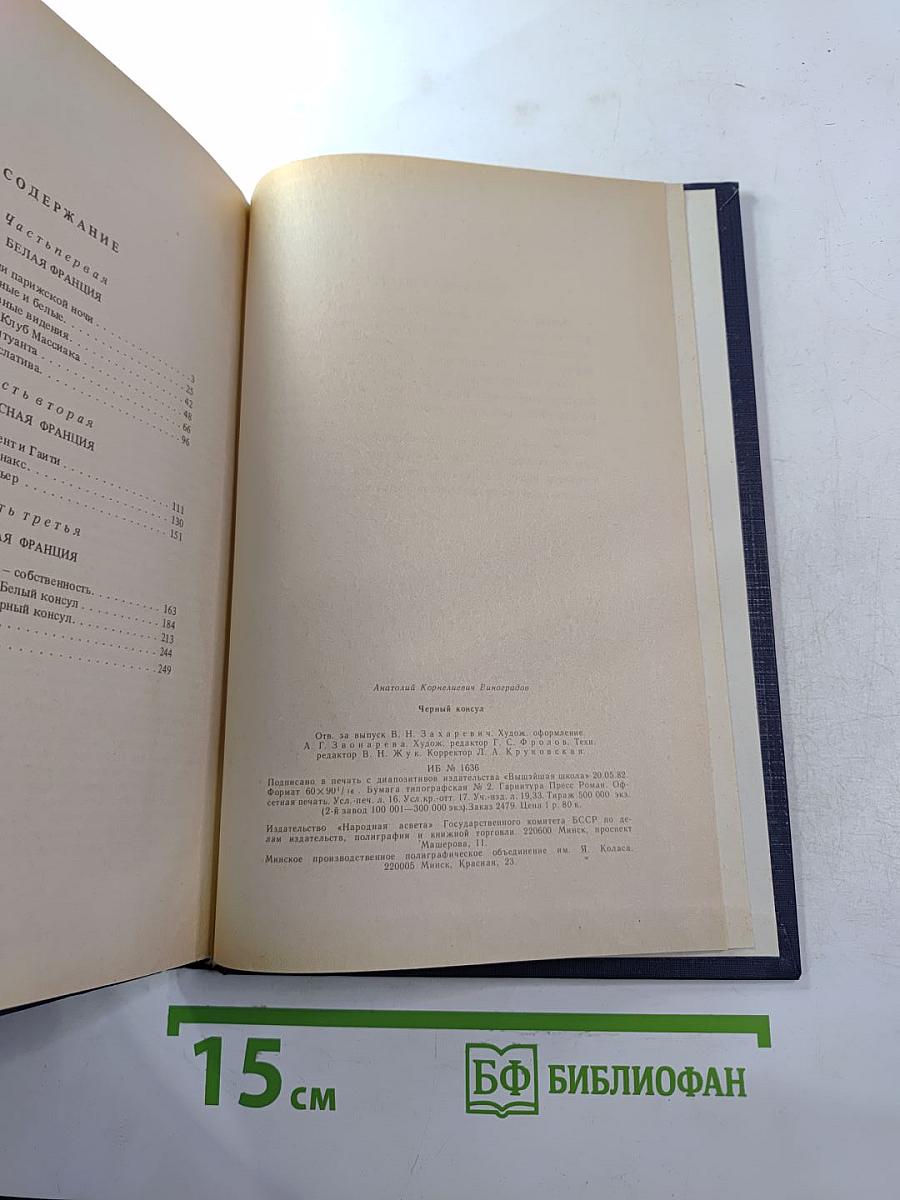 СОДЕРЖАНИЕ
Часть первая
БЕЛАЯ ФРАНЦИЯ
парижской ночи
и белые.
видения.
Клуб Массиака
3
25
42
48
66
96
вторая
ФРАНЦИЯ
и Гаити
111
130
151
третья
ФРАНЦИЯ
— собственность.
163
Белый консул
184
консул.
213
244
249
Анатолий Корнелиевич Виноградов
Черный консул
Отв. за выпуск В. Н. Захаревич. Худож. оформление
А. Г. Звонарева. Худож. редактор Г. С. Фролов. Техн.
редактор В. Н. Жук. Корректор Л. А. Круковская.
ИБ № 1636
Подписано в печать с диапозитивов издательства «Вышэйшая школа» 20.05.82.
Формат 60×90¹/₁₆. Бумага типографская № 2. Гарнитура Пресс Роман. Оф-
сетная печать. Усл.-печ. л. 16. Усл.кр.-отт. 17. Уч.-изд. л. 19,33. Тираж 500 000 экз.
(2-й завод 100 001—300 000 экз.) Заказ 2479. Цена 1 р. 80 к.
Издательство «Народная асвета» Государственного комитета БССР по де-
лам издательств, полиграфии и книжной торговли. 220600 Минск, проспект
Машерова, 11.
Минское производственное полиграфическое объединение им. Я. Коласа.
220005 Минск, Красная, 23.
15 см
БФ БИБЛИОФАН